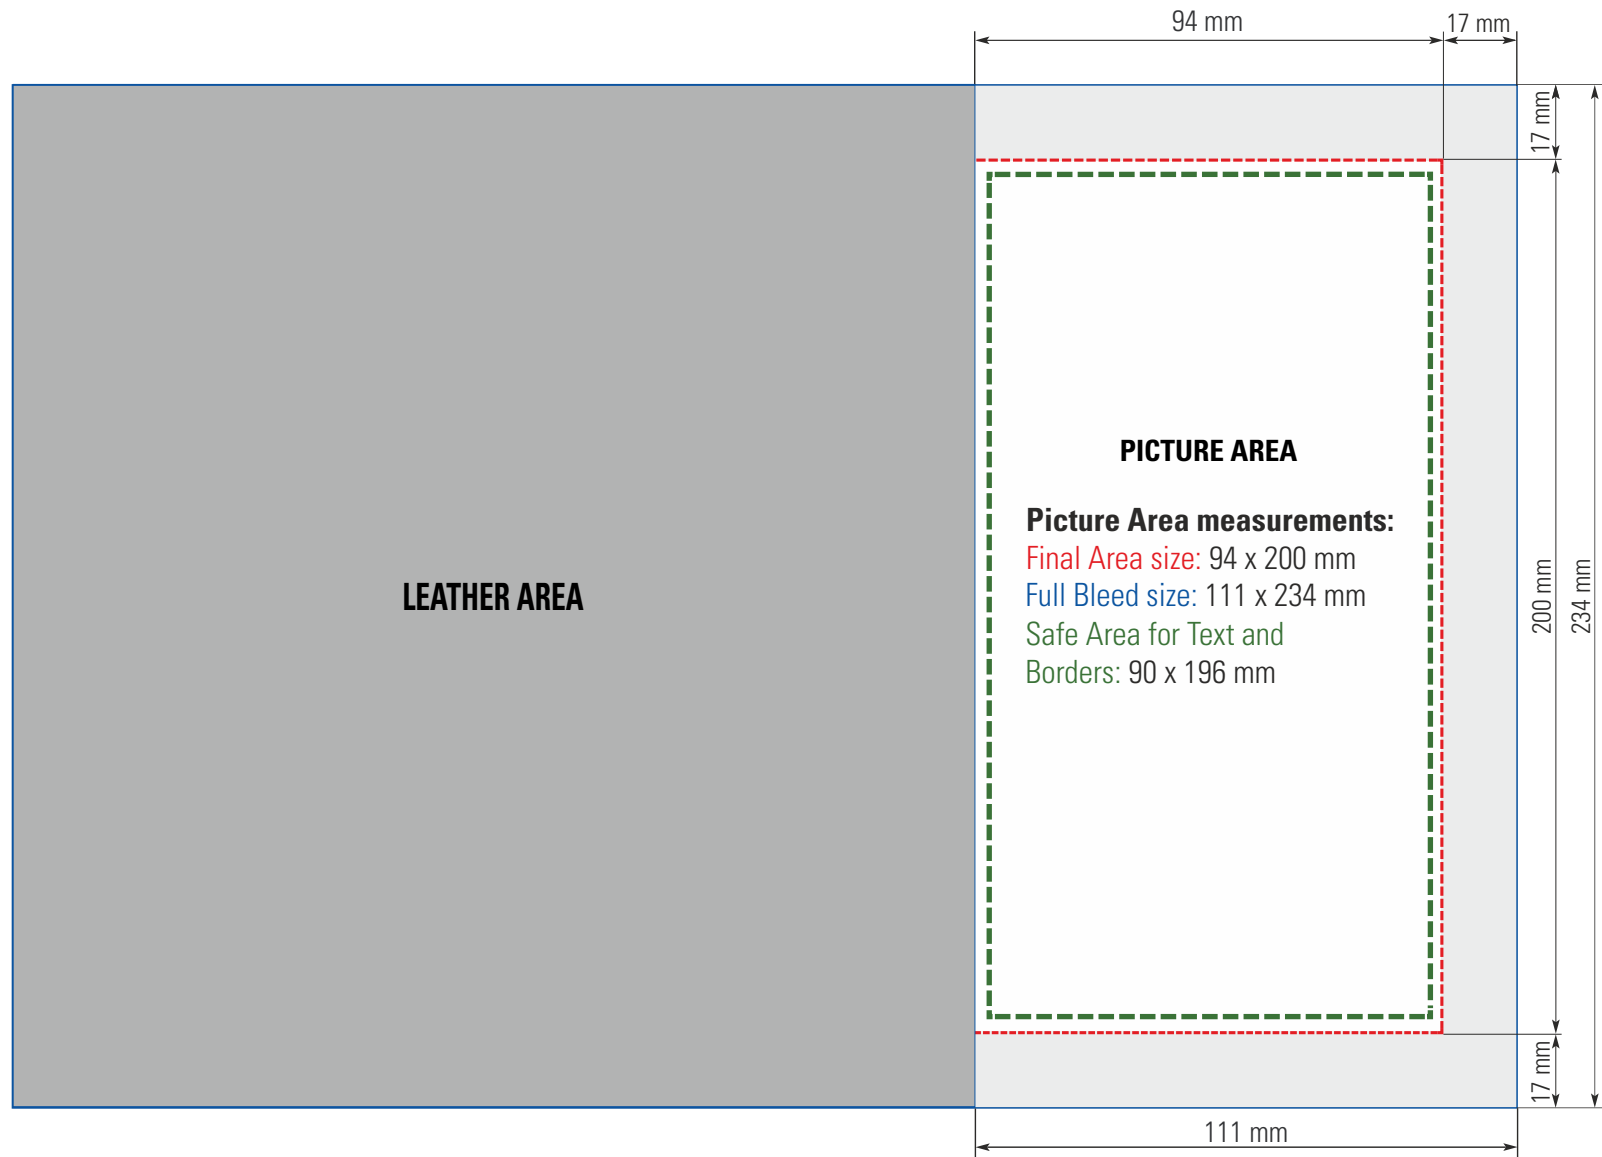 94 mm
17 mm
17 mm
PICTURE AREA
Picture Area measurements:
Final Area size: 94 x 200 mm
Full Bleed size: 111 x 234 mm
Safe Area for Text and
Borders: 90 x 196 mm
LEATHER AREA
200 mm
234 mm
17 mm
111 mm